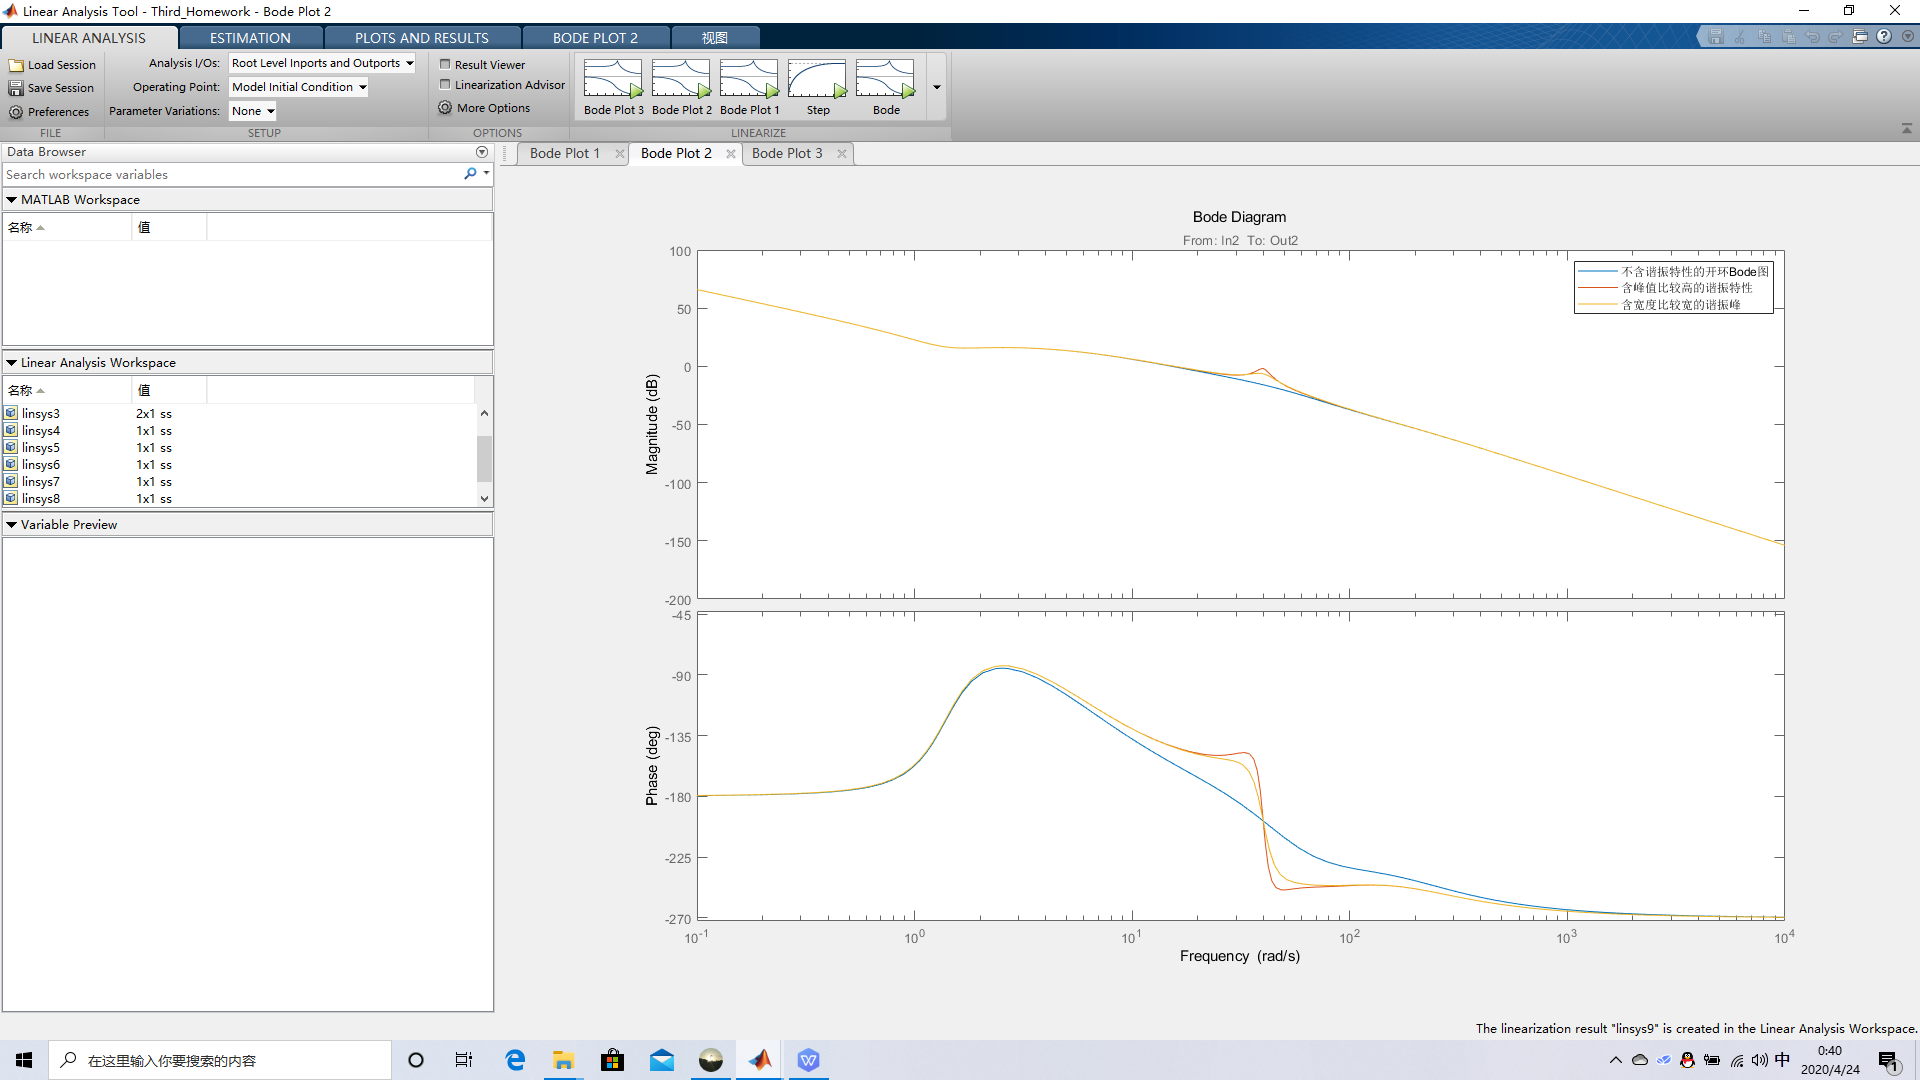 Linear Analysis Tool - Third_Homework - Bode Plot 2
LINEAR ANALYSIS
ESTIMATION
PLOTS AND RESULTS
BODE PLOT 2
视图
Load Session
Save Session
Preferences
FILE
Analysis I/Os: Root Level Inports and Outports
Operating Point: Model Initial Condition
Parameter Variations: None
SETUP
Result Viewer
Linearization Advisor
More Options
OPTIONS
Bode Plot 3
Bode Plot 2
Bode Plot 1
Step
Bode
LINEARIZE
Data Browser
Search workspace variables
MATLAB Workspace
名称 值
Linear Analysis Workspace
名称 值
linsys3 2x1 ss
linsys4 1x1 ss
linsys5 1x1 ss
linsys6 1x1 ss
linsys7 1x1 ss
linsys8 1x1 ss
Variable Preview
Bode Plot 1
Bode Plot 2
Bode Plot 3
Bode Diagram
From: In2 To: Out2
不含谐振特性的开环Bode图
含峰值比较高的谐振特性
含宽度比较宽的谐振峰
Magnitude (dB)
100
50
0
-50
-100
-150
-200
Phase (deg)
-45
-90
-135
-180
-225
-270
10⁻¹ 10⁰ 10¹ 10² 10³ 10⁴
Frequency (rad/s)
The linearization result "linsys9" is created in the Linear Analysis Workspace.
在这里输入你要搜索的内容
中
0:40
2020/4/24
1